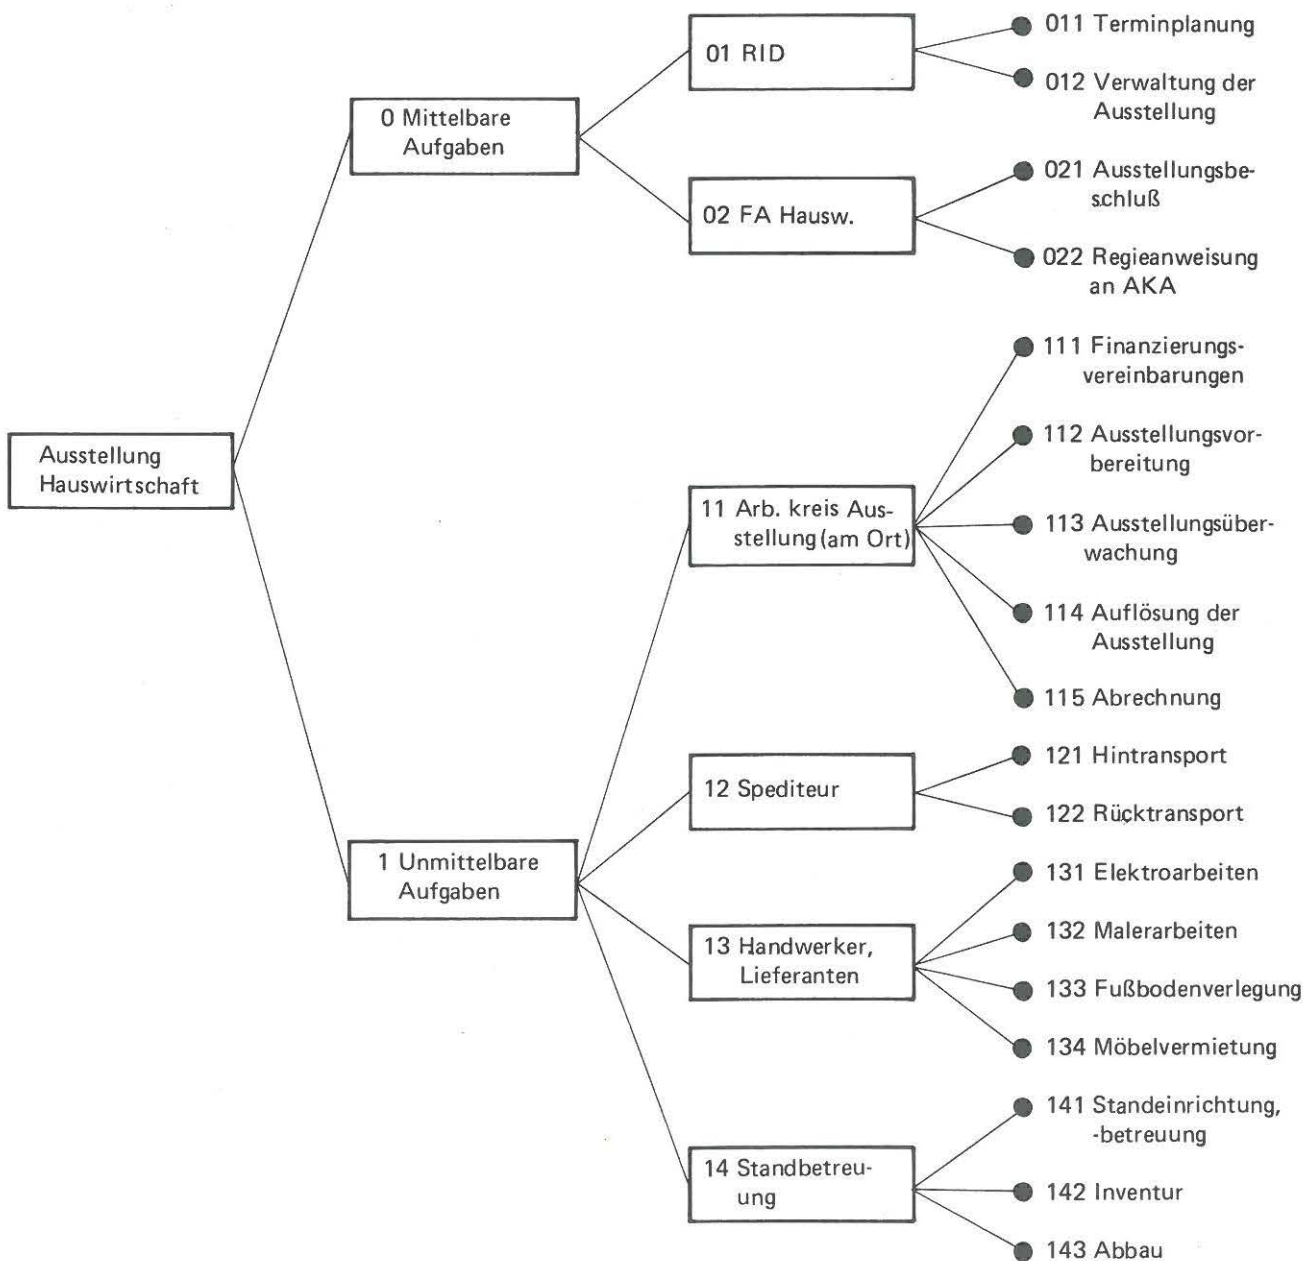 Ausstellung
Hauswirtschaft
0 Mittelbare
Aufgaben
01 RID
011 Terminplanung
012 Verwaltung der
Ausstellung
02 FA Hausw.
021 Ausstellungsbe-
schluß
022 Regieanweisung
an AKA
1 Unmittelbare
Aufgaben
11 Arb. kreis Aus-
stellung (am Ort)
111 Finanzierungs-
vereinbarungen
112 Ausstellungsvor-
bereitung
113 Ausstellungsüber-
wachung
114 Auflösung der
Ausstellung
115 Abrechnung
12 Spediteur
121 Hintransport
122 Rücktransport
13 Handwerker,
Lieferanten
131 Elektroarbeiten
132 Malerarbeiten
133 Fußbodenverlegung
134 Möbelvermietung
14 Standbetreu-
ung
141 Standeinrichtung,
-betreuung
142 Inventur
143 Abbau